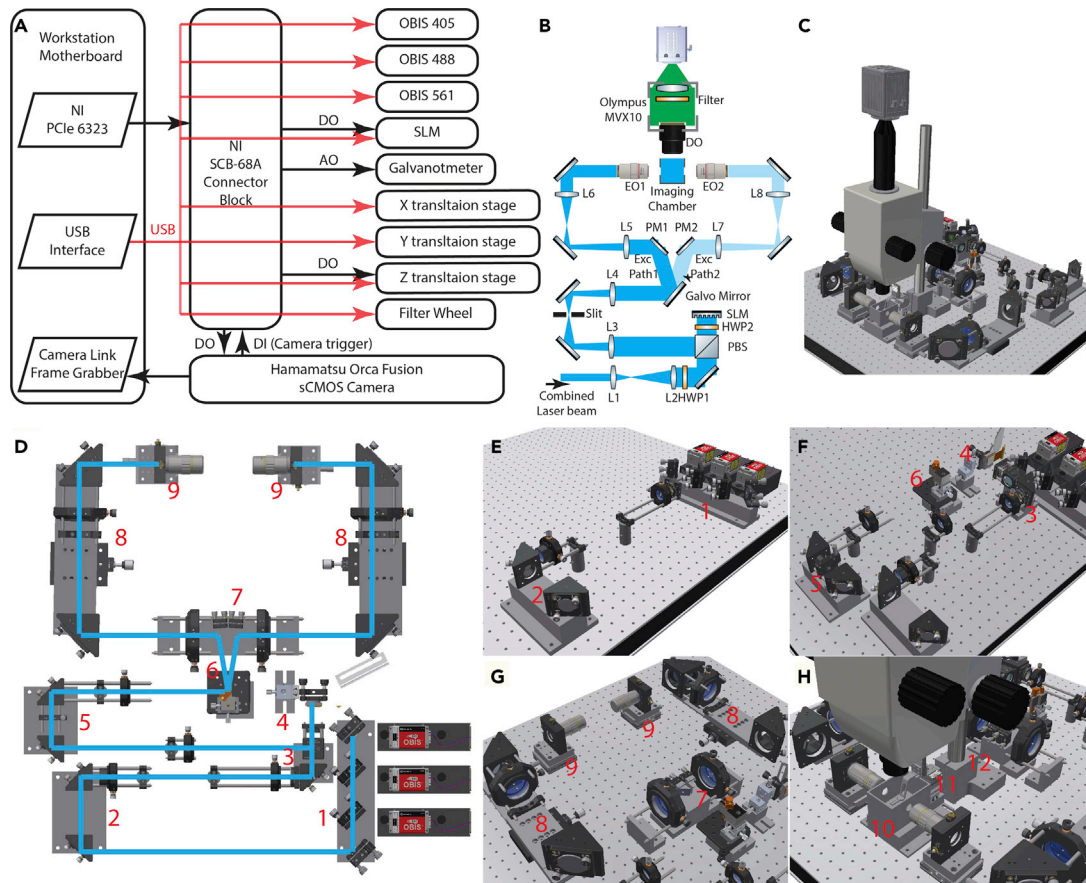 A
Workstation
Motherboard
NI
PCIe 6323
USB
Interface
Camera Link
Frame Grabber
NI
SCB-68A
Connector
Block
USB
DO
AO
DO
DO
DI (Camera trigger)
OBIS 405
OBIS 488
OBIS 561
SLM
Galvanotmeter
X transltaion stage
Y transltaion stage
Z transltaion stage
Filter Wheel
Hamamatsu Orca Fusion
sCMOS Camera
B
Olympus
MVX10
Filter
DO
EO1
EO2
Imaging
Chamber
L6
L8
L5
PM1
PM2
L7
Exc
Path1
Exc
Path2
L4
Galvo Mirror
Slit
SLM
HWP2
L3
PBS
Combined
Laser beam
L1
L2HWP1
C
D
9
9
8
8
7
6
5
4
3
2
1
OBIS
OBIS
OBIS
E
1
2
F
4
6
3
5
G
9
8
9
7
8
H
12
11
10